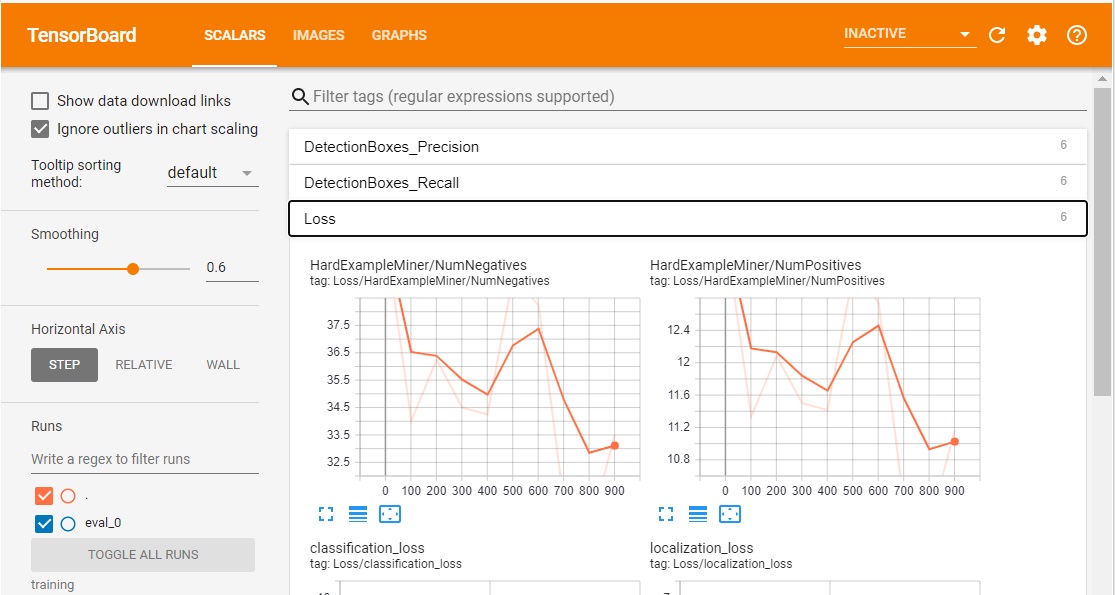 TensorBoard SCALARS IMAGES GRAPHS INACTIVE
Show data download links
Ignore outliers in chart scaling
Tooltip sorting
method:
default
Smoothing
0.6
Horizontal Axis
STEP RELATIVE WALL
Runs
Write a regex to filter runs
.
eval_0
TOGGLE ALL RUNS
training
Filter tags (regular expressions supported)
DetectionBoxes_Precision 6
DetectionBoxes_Recall 6
Loss 6
HardExampleMiner/NumNegatives
tag: Loss/HardExampleMiner/NumNegatives
37.5
36.5
35.5
34.5
33.5
32.5
0 100 200 300 400 500 600 700 800 900
HardExampleMiner/NumPositives
tag: Loss/HardExampleMiner/NumPositives
12.4
12
11.6
11.2
10.8
0 100 200 300 400 500 600 700 800 900
classification_loss
tag: Loss/classification_loss
localization_loss
tag: Loss/localization_loss